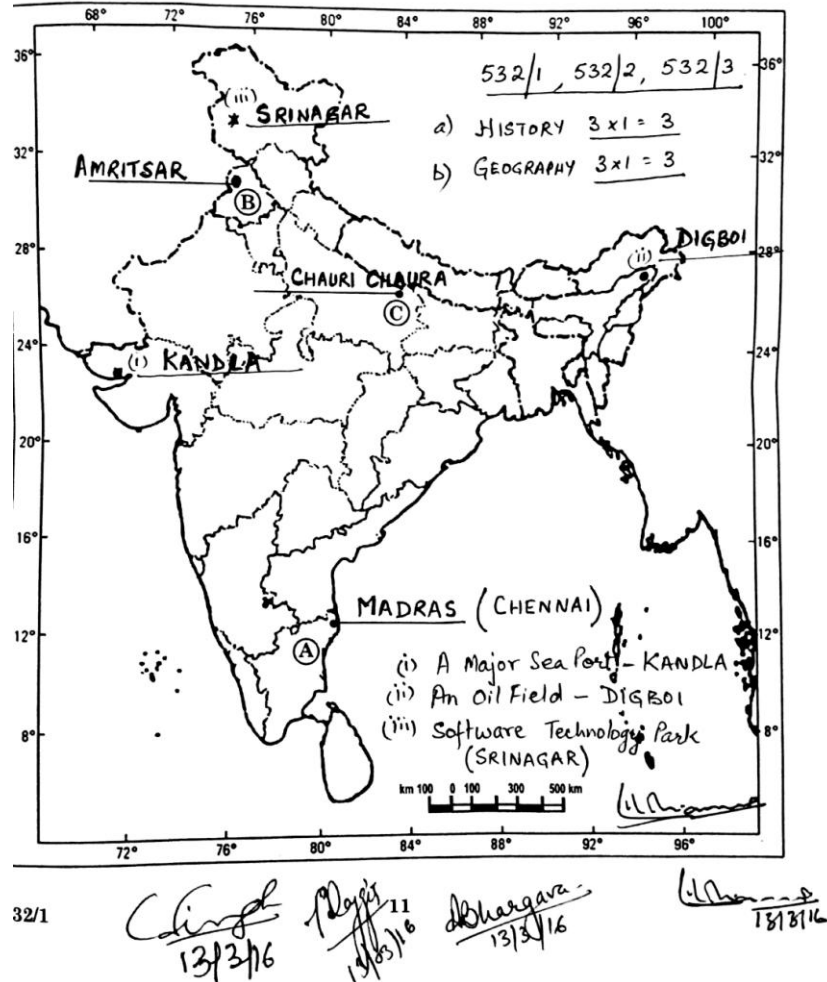 68° 72° 76° 80° 84° 88° 92° 96° 100°
36° 36°
532/1, 532/2, 532/3
(iii)
SRINAGAR
a) HISTORY 3×1=3
32° 32°
AMRITSAR
b) GEOGRAPHY 3×1=3
B
DIGBOI
28° (ii) 28°
CHAURI CHAURA
C
24° 24°
(i) KANDLA
20° 20°
16° 16°
MADRAS (CHENNAI)
12° 12°
A
(i) A Major Sea Port – KANDLA
(ii) An Oil Field – DIGBOI
8° 8°
(iii) Software Technology Park
(SRINAGAR)
km 100 0 100 300 500 km
72° 76° 80° 84° 88° 92° 96°
32/1 11 Bhargava
13/3/16 13/03/16 13/3/16 13/3/16